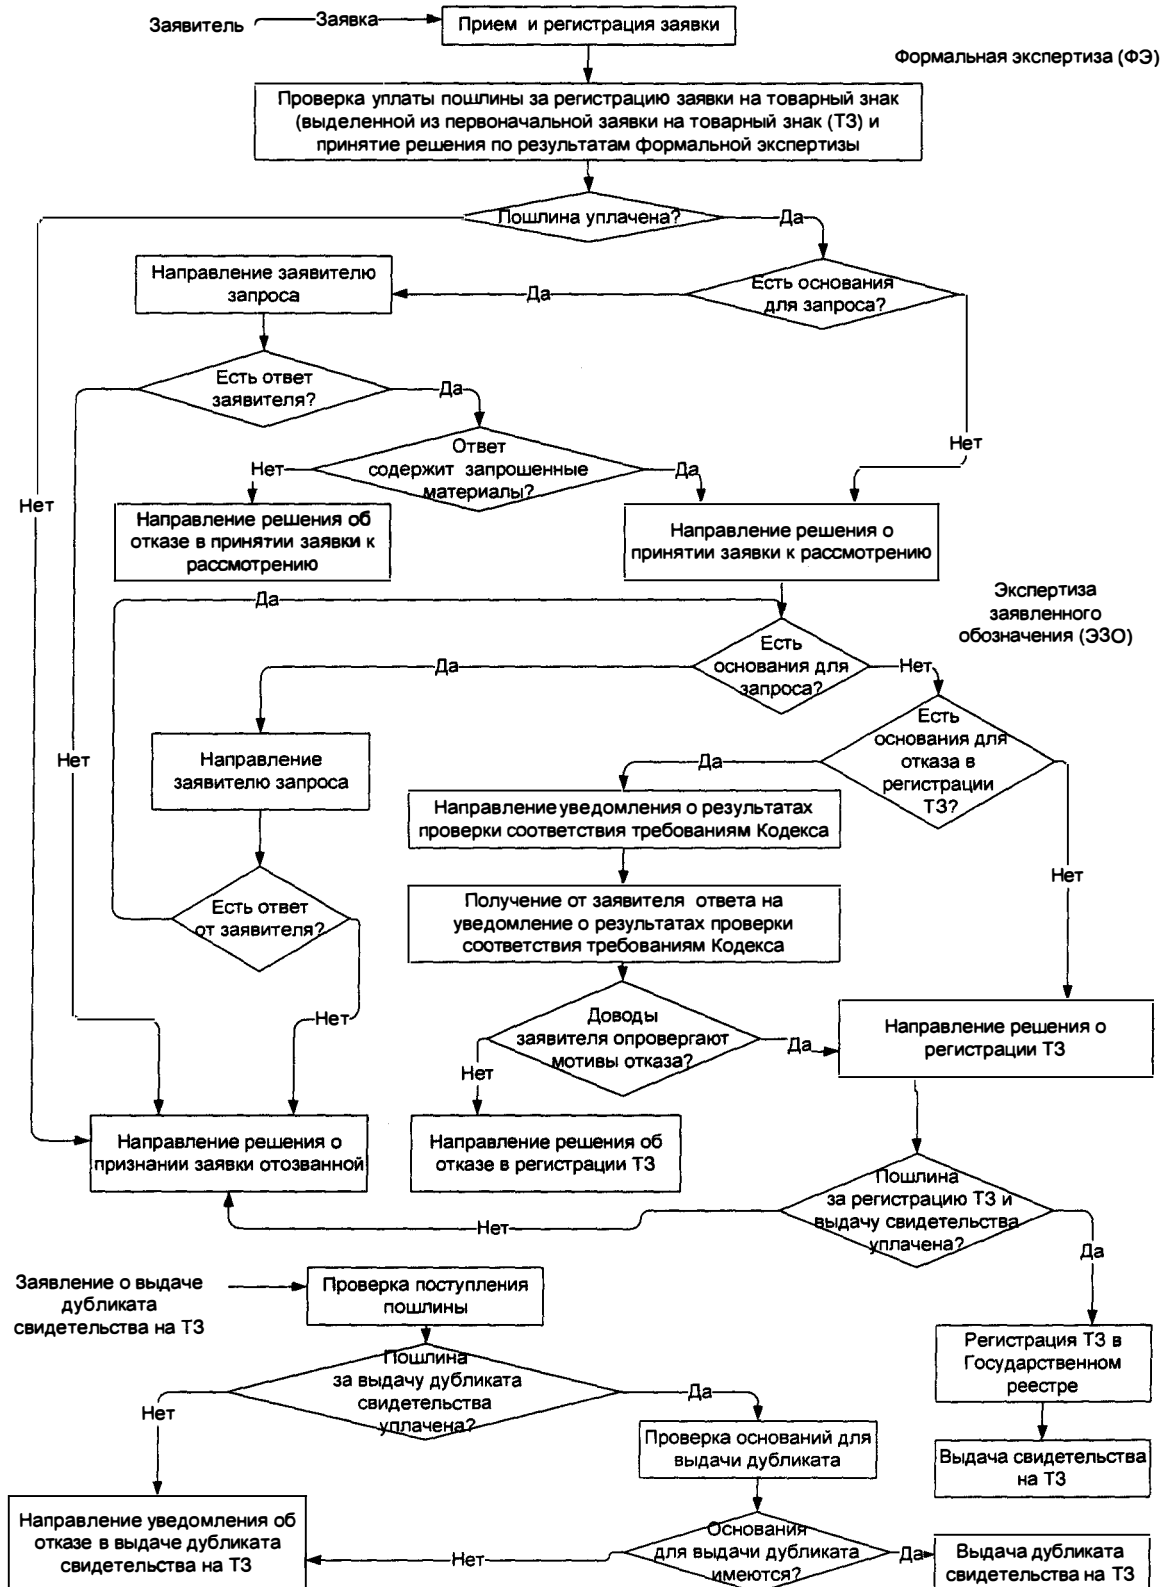 Заявитель
Заявка
Прием и регистрация заявки
Формальная экспертиза (ФЭ)
Проверка уплаты пошлины за регистрацию заявки на товарный знак
(выделенной из первоначальной заявки на товарный знак (ТЗ) и
принятие решения по результатам формальной экспертизы
Пошлина уплачена?
Да
Направление заявителю
запроса
Да
Есть основания
для запроса?
Есть ответ
заявителя?
Да
Нет
Ответ
содержит запрошенные
материалы?
Нет
Да
Нет
Направление решения об
отказе в принятии заявки к
рассмотрению
Направление решения о
принятии заявки к рассмотрению
Да
Экспертиза
заявленного
обозначения (ЭЗО)
Есть
основания для
запроса?
Да
Нет
Есть
основания для
отказа в
регистрации
ТЗ?
Нет
Направление
заявителю запроса
Да
Направление уведомления о результатах
проверки соответствия требованиям Кодекса
Нет
Есть ответ
от заявителя?
Получение от заявителя ответа на
уведомление о результатах проверки
соответствия требованиям Кодекса
Нет
Доводы
заявителя опровергают
мотивы отказа?
Да
Нет
Направление решения о
регистрации ТЗ
Направление решения о
признании заявки отозванной
Направление решения об
отказе в регистрации ТЗ
Пошлина
за регистрацию ТЗ и
выдачу свидетельства
уплачена?
Нет
Да
Заявление о выдаче
дубликата
свидетельства на ТЗ
Проверка поступления
пошлины
Пошлина
за выдачу дубликата
свидетельства
уплачена?
Нет
Да
Регистрация ТЗ в
Государственном
реестре
Проверка оснований для
выдачи дубликата
Выдача свидетельства
на ТЗ
Направление уведомления об
отказе в выдаче дубликата
свидетельства на ТЗ
Нет
Основания
для выдачи дубликата
имеются?
Да
Выдача дубликата
свидетельства на ТЗ